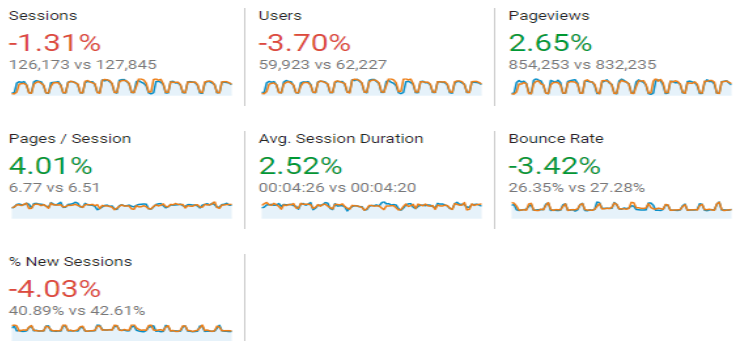 Sessions
-1.31%
126,173 vs 127,845
Users
-3.70%
59,923 vs 62,227
Pageviews
2.65%
854,253 vs 832,235
Pages / Session
4.01%
6.77 vs 6.51
Avg. Session Duration
2.52%
00:04:26 vs 00:04:20
Bounce Rate
-3.42%
26.35% vs 27.28%
% New Sessions
-4.03%
40.89% vs 42.61%